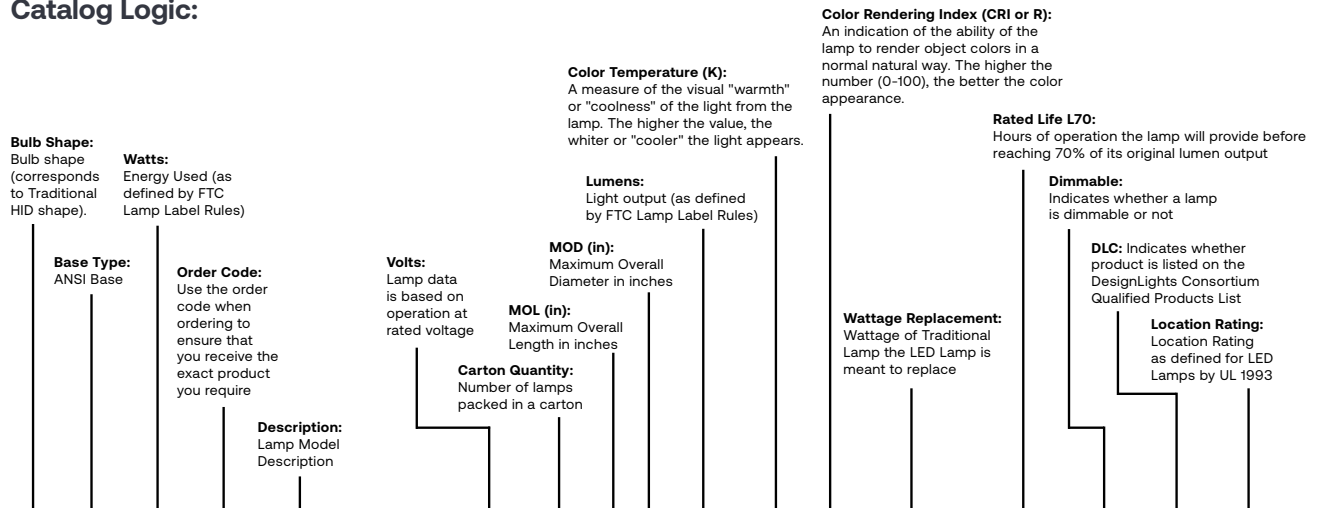 Catalog Logic:
Bulb Shape:
Bulb shape
(corresponds
to Traditional
HID shape).
Base Type:
ANSI Base
Watts:
Energy Used (as
defined by FTC
Lamp Label Rules)
Order Code:
Use the order
code when
ordering to
ensure that
you receive the
exact product
you require
Description:
Lamp Model
Description
Volts:
Lamp data
is based on
operation at
rated voltage
Carton Quantity:
Number of lamps
packed in a carton
MOL (in):
Maximum Overall
Length in inches
MOD (in):
Maximum Overall
Diameter in inches
Lumens:
Light output (as defined
by FTC Lamp Label Rules)
Color Temperature (K):
A measure of the visual "warmth"
or "coolness" of the light from the
lamp. The higher the value, the
whiter or "cooler" the light appears.
Color Rendering Index (CRI or R):
An indication of the ability of the
lamp to render object colors in a
normal natural way. The higher the
number (0-100), the better the color
appearance.
Wattage Replacement:
Wattage of Traditional
Lamp the LED Lamp is
meant to replace
Rated Life L70:
Hours of operation the lamp will provide before
reaching 70% of its original lumen output
Dimmable:
Indicates whether a lamp
is dimmable or not
DLC: Indicates whether
product is listed on the
DesignLights Consortium
Qualified Products List
Location Rating:
Location Rating
as defined for LED
Lamps by UL 1993